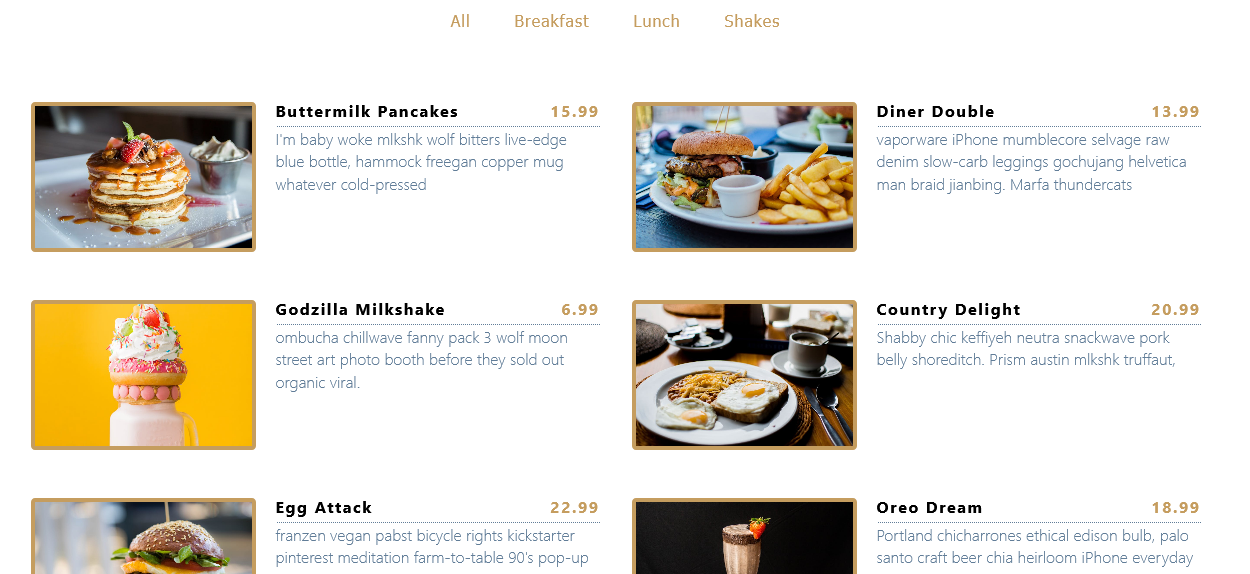 All Breakfast Lunch Shakes
Buttermilk Pancakes 15.99
I'm baby woke mlkshk wolf bitters live-edge
blue bottle, hammock freegan copper mug
whatever cold-pressed
Diner Double 13.99
vaporware iPhone mumblecore selvage raw
denim slow-carb leggings gochujang helvetica
man braid jianbing. Marfa thundercats
Godzilla Milkshake 6.99
ombucha chillwave fanny pack 3 wolf moon
street art photo booth before they sold out
organic viral.
Country Delight 20.99
Shabby chic keffiyeh neutra snackwave pork
belly shoreditch. Prism austin mlkshk truffaut,
Egg Attack 22.99
franzen vegan pabst bicycle rights kickstarter
pinterest meditation farm-to-table 90's pop-up
Oreo Dream 18.99
Portland chicharrones ethical edison bulb, palo
santo craft beer chia heirloom iPhone everyday